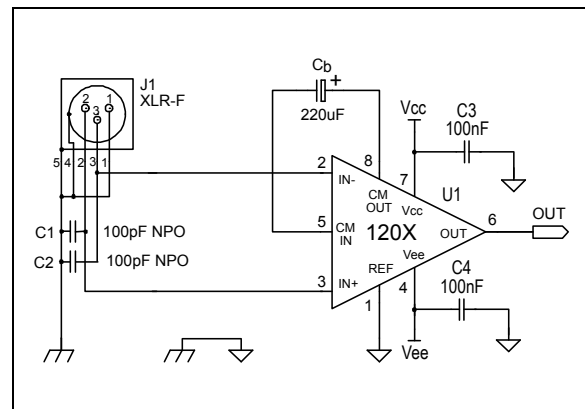 J1
XLR-F
2
1
3
5
4
2
3
1
C1
100pF NPO
C2
100pF NPO
Cb
+
220uF
8
2
IN-
CM
OUT
5
CM
IN
120X
3
IN+
REF
1
Vcc
7
Vcc
C3
100nF
U1
6
OUT
OUT
Vee
4
C4
100nF
Vee